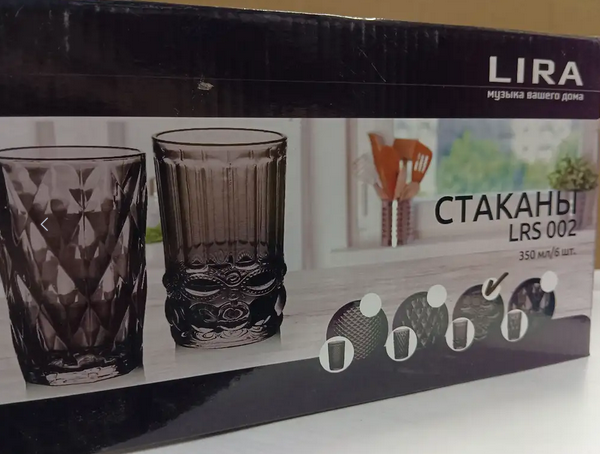 LIRA
музыка вашего дома
СТАКАНЫ
LRS 002
350 мл/6 шт.